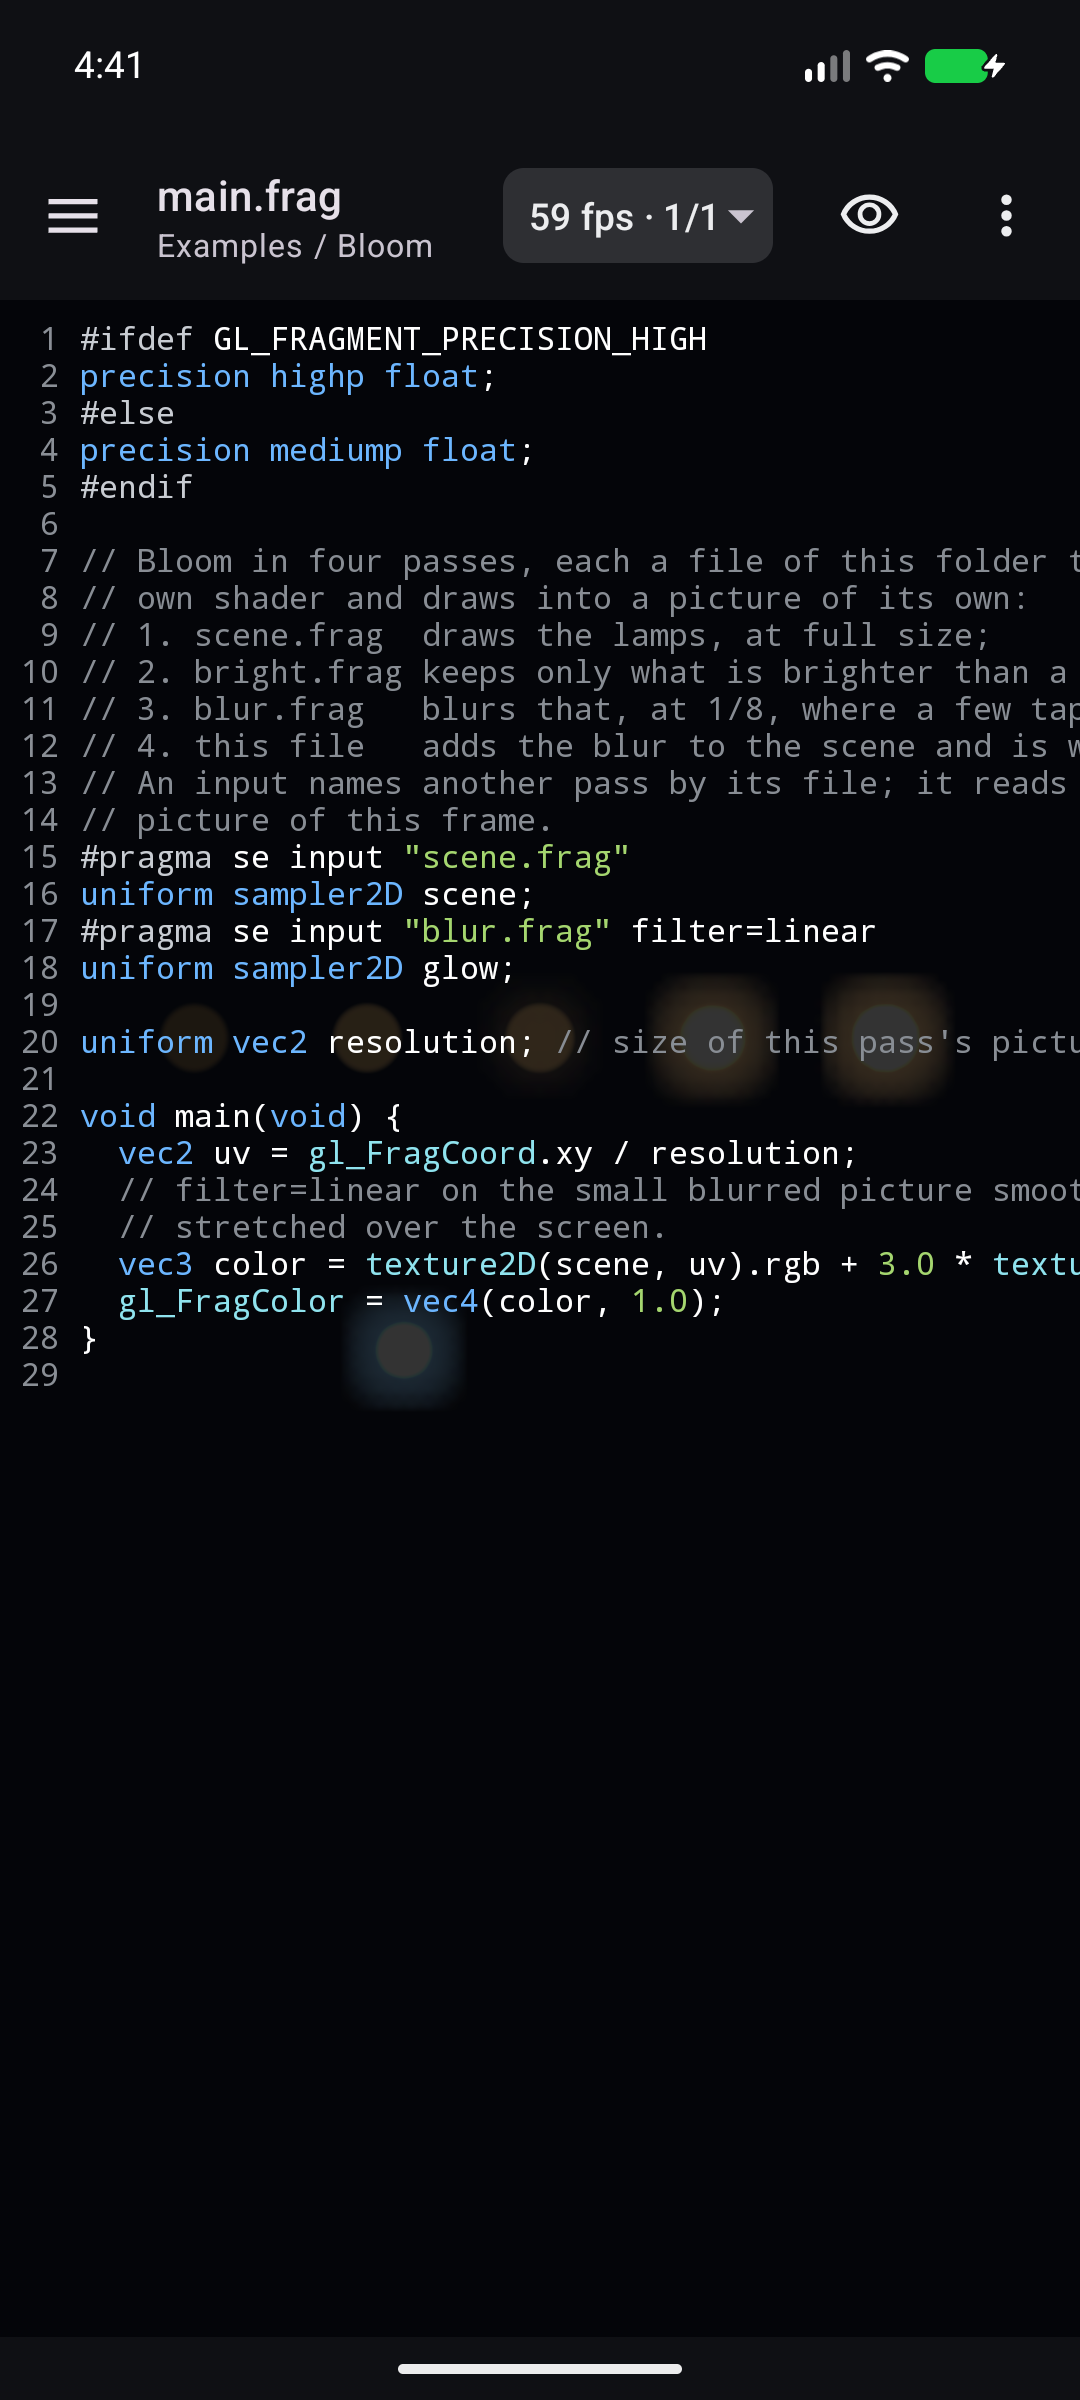 4:41
main.frag
Examples / Bloom
59 fps · 1/1
1 #ifdef GL_FRAGMENT_PRECISION_HIGH
2 precision highp float;
3 #else
4 precision mediump float;
5 #endif
6
7 // Bloom in four passes, each a file of this folder t
8 // own shader and draws into a picture of its own:
9 // 1. scene.frag  draws the lamps, at full size;
10 // 2. bright.frag keeps only what is brighter than a
11 // 3. blur.frag   blurs that, at 1/8, where a few tap
12 // 4. this file   adds the blur to the scene and is w
13 // An input names another pass by its file; it reads
14 // picture of this frame.
15 #pragma se input "scene.frag"
16 uniform sampler2D scene;
17 #pragma se input "blur.frag" filter=linear
18 uniform sampler2D glow;
19
20 uniform vec2 resolution; // size of this pass's pictu
21
22 void main(void) {
23   vec2 uv = gl_FragCoord.xy / resolution;
24   // filter=linear on the small blurred picture smoot
25   // stretched over the screen.
26   vec3 color = texture2D(scene, uv).rgb + 3.0 * textu
27   gl_FragColor = vec4(color, 1.0);
28 }
29